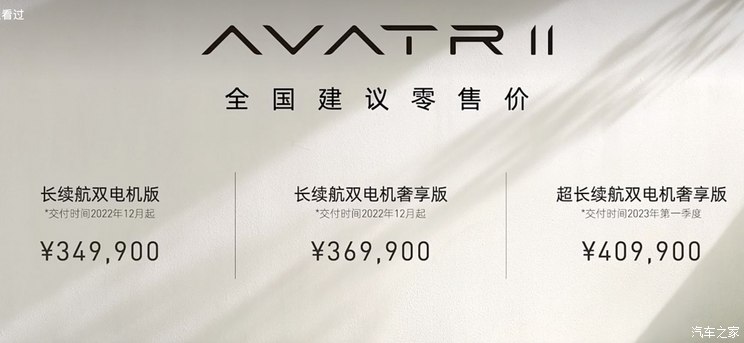 看过
AVATR 11
全国建议零售价
长续航双电机版
*交付时间2022年12月起
¥349,900
长续航双电机奢享版
*交付时间2022年12月起
¥369,900
超长续航双电机奢享版
*交付时间2023年第一季度
¥409,900
汽车之家